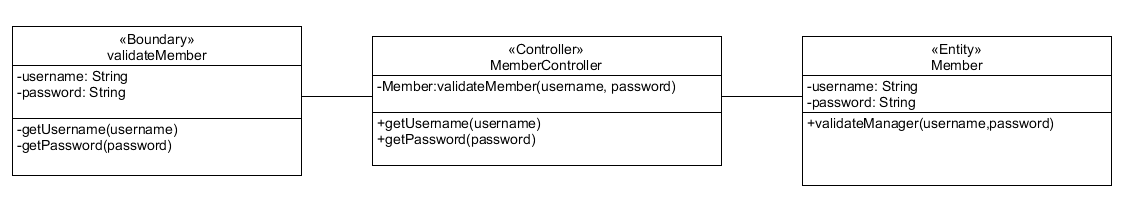 «Boundary»
validateMember
-username: String
-password: String
-getUsername(username)
-getPassword(password)
«Controller»
MemberController
-Member:validateMember(username, password)
+getUsername(username)
+getPassword(password)
«Entity»
Member
-username: String
-password: String
+validateManager(username,password)